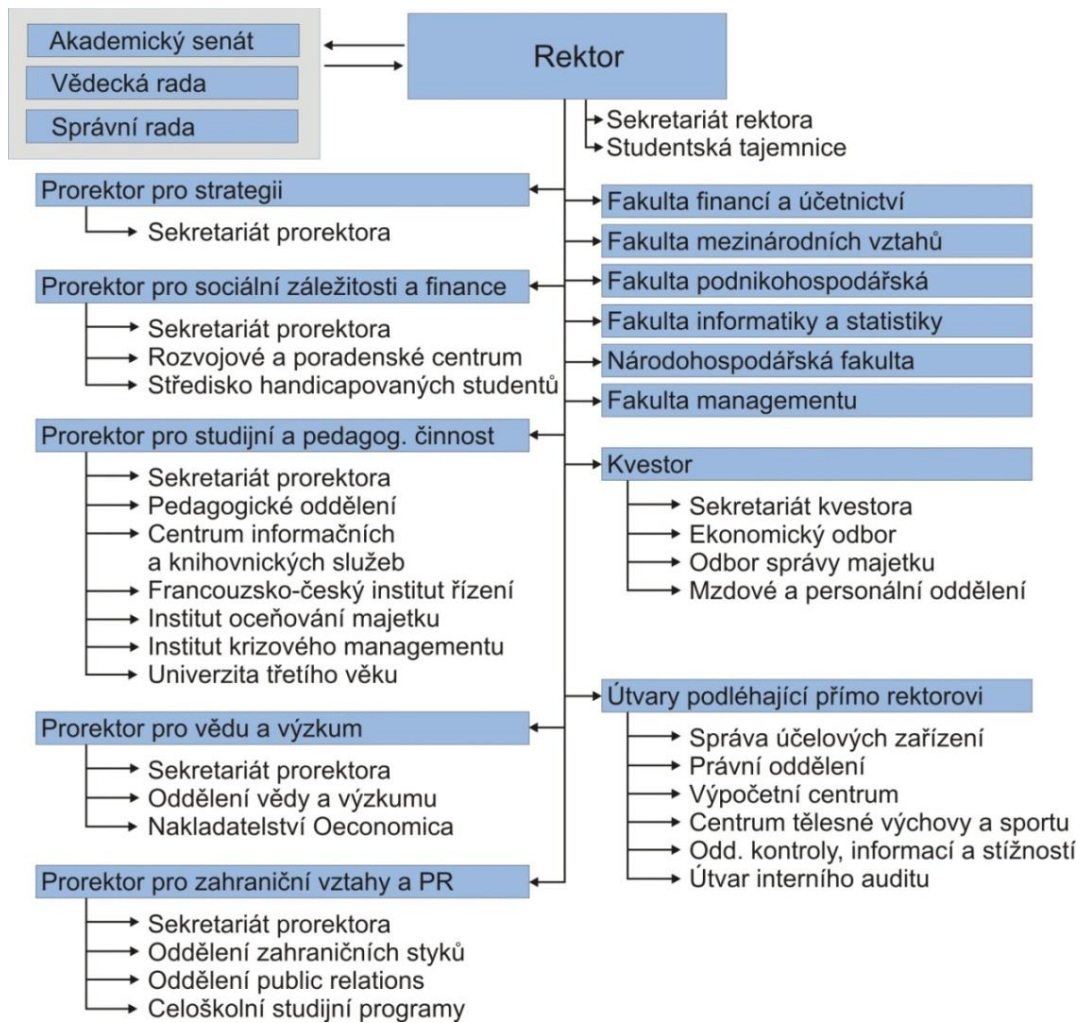 Akademický senát
Vědecká rada
Správní rada
Rektor
Sekretariát rektora
Studentská tajemnice
Prorektor pro strategii
Sekretariát prorektora
Prorektor pro sociální záležitosti a finance
Sekretariát prorektora
Rozvojové a poradenské centrum
Středisko handicapovaných studentů
Prorektor pro studijní a pedagog. činnost
Sekretariát prorektora
Pedagogické oddělení
Centrum informačních
a knihovnických služeb
Francouzsko-český institut řízení
Institut oceňování majetku
Institut krizového managementu
Univerzita třetího věku
Prorektor pro vědu a výzkum
Sekretariát prorektora
Oddělení vědy a výzkumu
Nakladatelství Oeconomica
Prorektor pro zahraniční vztahy a PR
Sekretariát prorektora
Oddělení zahraničních styků
Oddělení public relations
Celoškolní studijní programy
Fakulta financí a účetnictví
Fakulta mezinárodních vztahů
Fakulta podnikohospodářská
Fakulta informatiky a statistiky
Národohospodářská fakulta
Fakulta managementu
Kvestor
Sekretariát kvestora
Ekonomický odbor
Odbor správy majetku
Mzdové a personální oddělení
Útvary podléhající přímo rektorovi
Správa účelových zařízení
Právní oddělení
Výpočetní centrum
Centrum tělesné výchovy a sportu
Odd. kontroly, informací a stížností
Útvar interního auditu